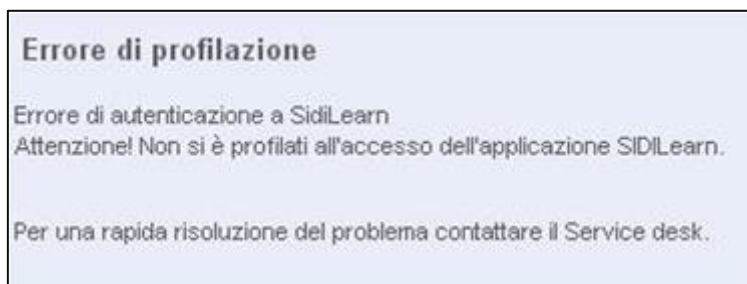 Errore di profilazione
Errore di autenticazione a SidiLearn
Attenzione! Non si è profilati all'accesso dell'applicazione SIDILearn.
Per una rapida risoluzione del problema contattare il Service desk.